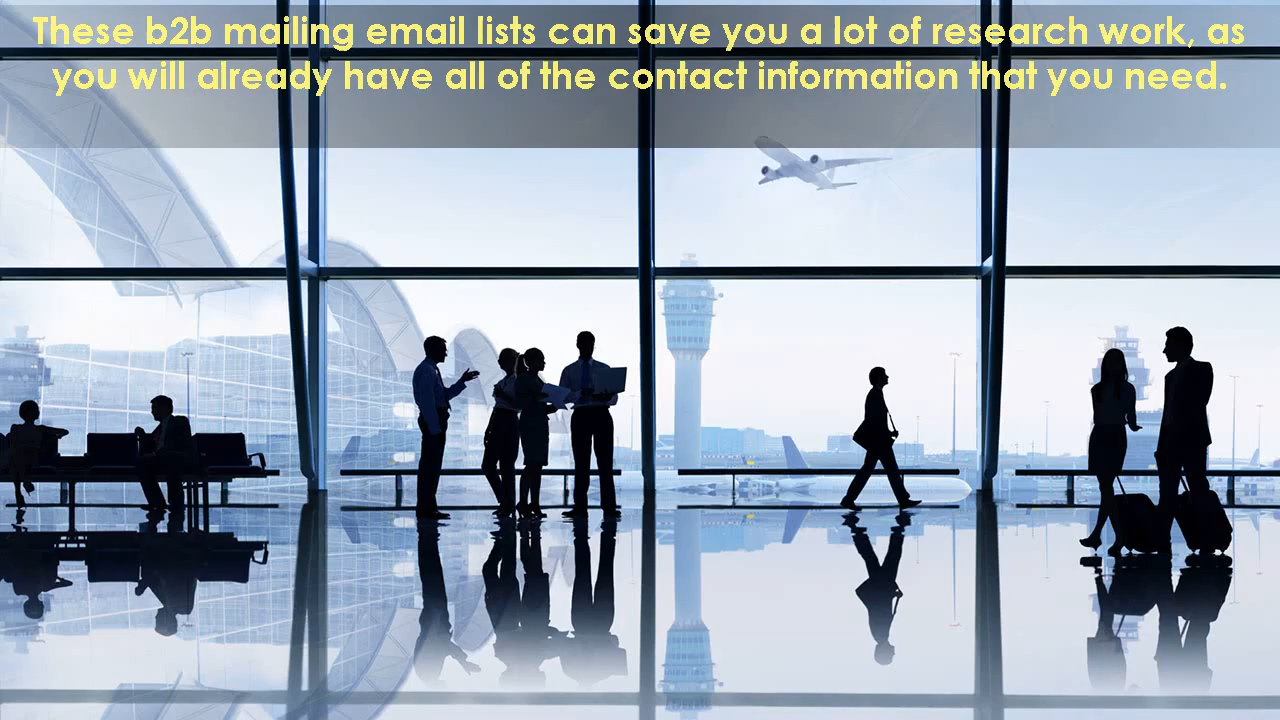 These b2b mailing email lists can save you a lot of research work, as
you will already have all of the contact information that you need.